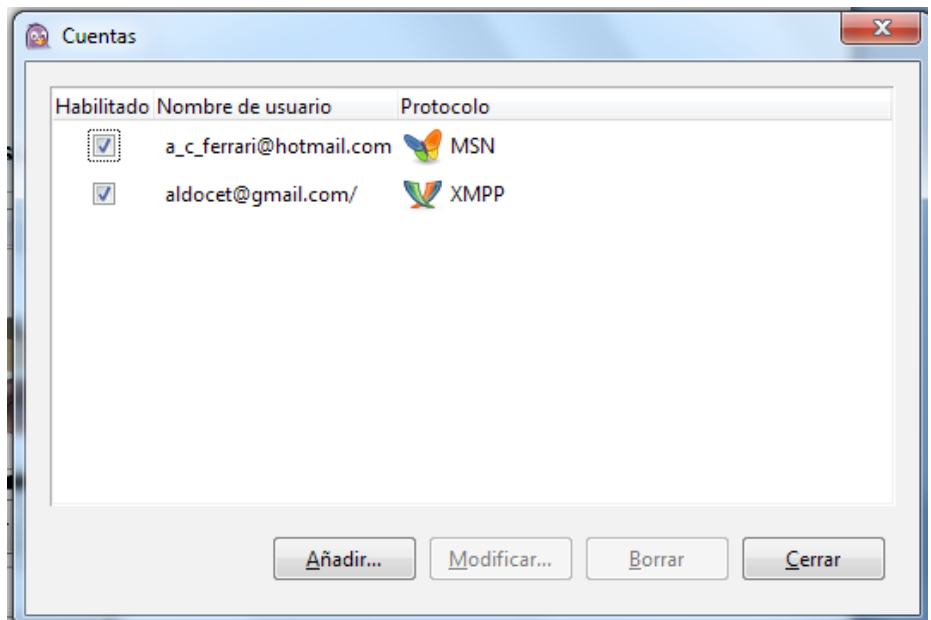 Cuentas
Habilitado Nombre de usuario Protocolo
a_c_ferrari@hotmail.com MSN
aldocet@gmail.com/ XMPP
Añadir... Modificar... Borrar Cerrar